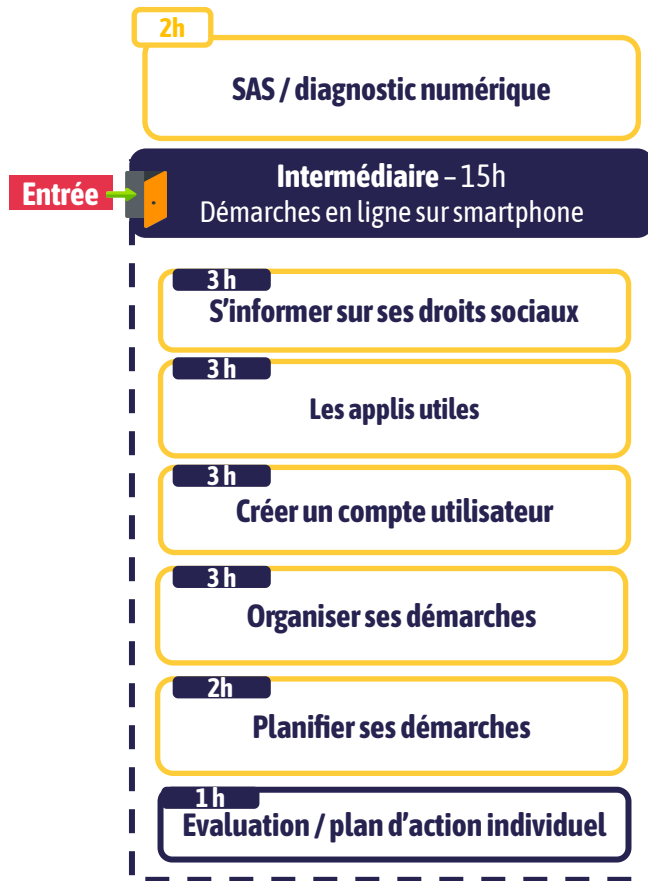 2h
SAS / diagnostic numérique
Entrée
Intermédiaire – 15h
Démarches en ligne sur smartphone
3 h
S’informer sur ses droits sociaux
3 h
Les applis utiles
3 h
Créer un compte utilisateur
3 h
Organiser ses démarches
2h
Planifier ses démarches
1 h
Evaluation / plan d’action individuel